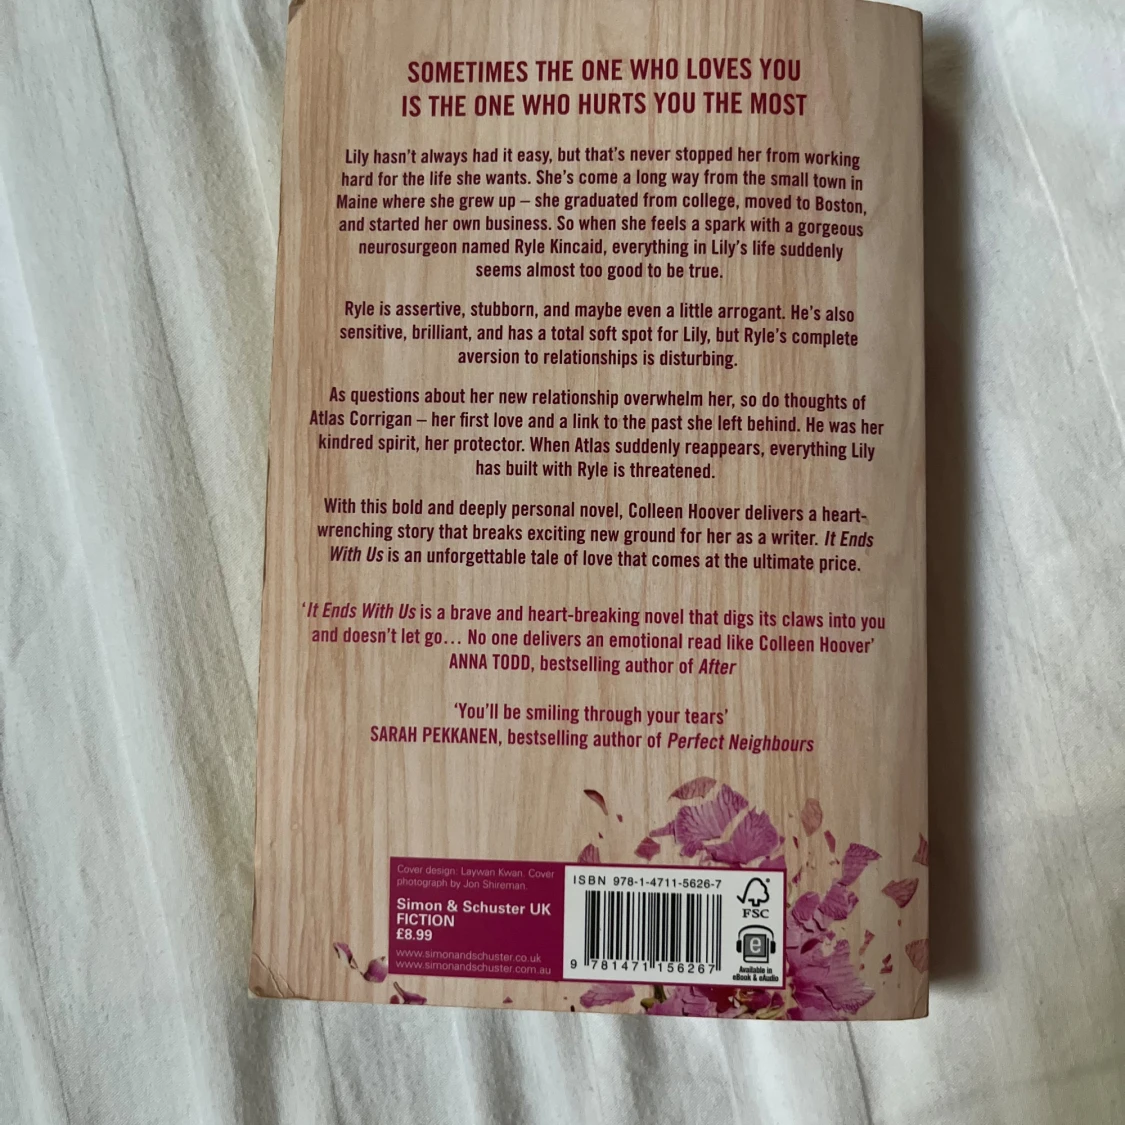 SOMETIMES THE ONE WHO LOVES YOU
IS THE ONE WHO HURTS YOU THE MOST
Lily hasn't always had it easy, but that's never stopped her from working
hard for the life she wants. She's come a long way from the small town in
Maine where she grew up – she graduated from college, moved to Boston,
and started her own business. So when she feels a spark with a gorgeous
neurosurgeon named Ryle Kincaid, everything in Lily's life suddenly
seems almost too good to be true.
Ryle is assertive, stubborn, and maybe even a little arrogant. He's also
sensitive, brilliant, and has a total soft spot for Lily, but Ryle's complete
aversion to relationships is disturbing.
As questions about her new relationship overwhelm her, so do thoughts of
Atlas Corrigan – her first love and a link to the past she left behind. He was her
kindred spirit, her protector. When Atlas suddenly reappears, everything Lily
has built with Ryle is threatened.
With this bold and deeply personal novel, Colleen Hoover delivers a heart-
wrenching story that breaks exciting new ground for her as a writer. It Ends
With Us is an unforgettable tale of love that comes at the ultimate price.
'It Ends With Us is a brave and heart-breaking novel that digs its claws into you
and doesn't let go… No one delivers an emotional read like Colleen Hoover'
ANNA TODD, bestselling author of After
'You'll be smiling through your tears'
SARAH PEKKANEN, bestselling author of Perfect Neighbours
Cover design: Laywan Kwan. Cover
photograph by Jon Shireman.
Simon & Schuster UK
FICTION
£8.99
www.simonandschuster.co.uk
www.simonandschuster.com.au
ISBN 978-1-4711-5626-7
9 781471 156267
FSC
e
Available in
eBook & eAudio